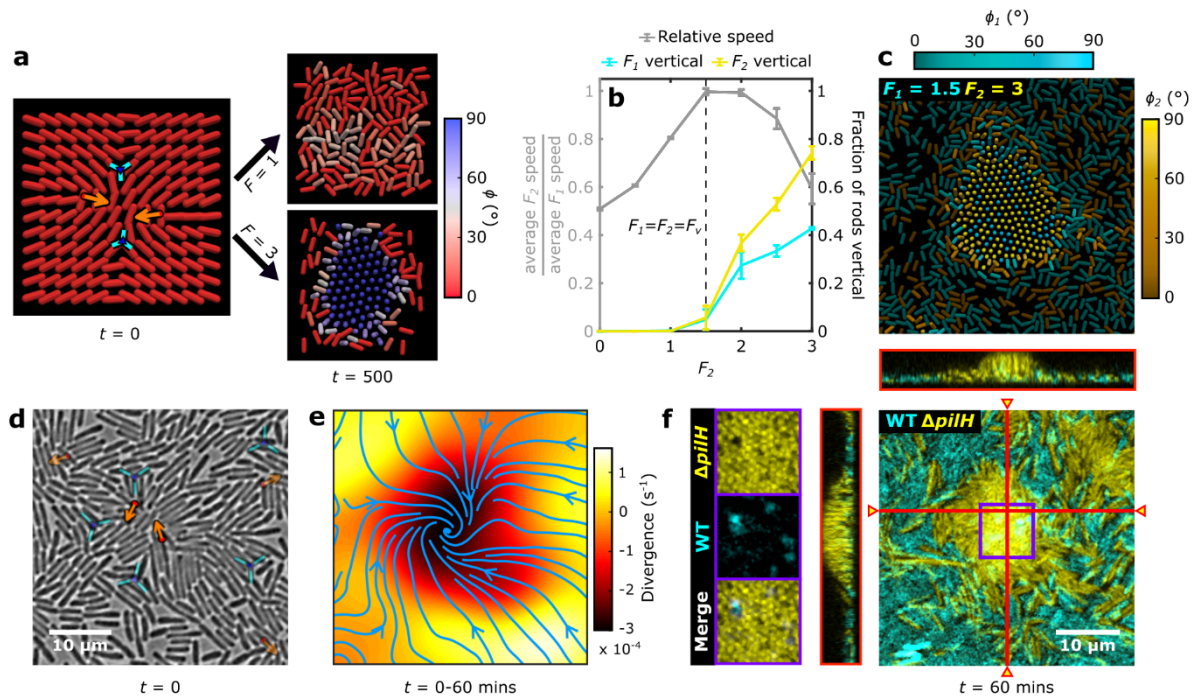 a
t = 0
F = 1
F = 3
t = 500
90
60
30
0
ϕ (°)
Relative speed
F1 vertical
F2 vertical
b
average F2 speed
average F1 speed
1
0.8
0.6
0.4
0.2
0
F1=F2=Fv
0
1
2
3
F2
1
0.8
0.6
0.4
0.2
0
Fraction of rods vertical
ϕ1 (°)
0
30
60
90
c
F1 = 1.5 F2 = 3
ϕ2 (°)
90
60
30
0
d
10 µm
t = 0
e
t = 0-60 mins
1
0
-1
-2
-3
x 10-4
Divergence (s-1)
f
ΔpilH
WT
Merge
WT ΔpilH
10 µm
t = 60 mins